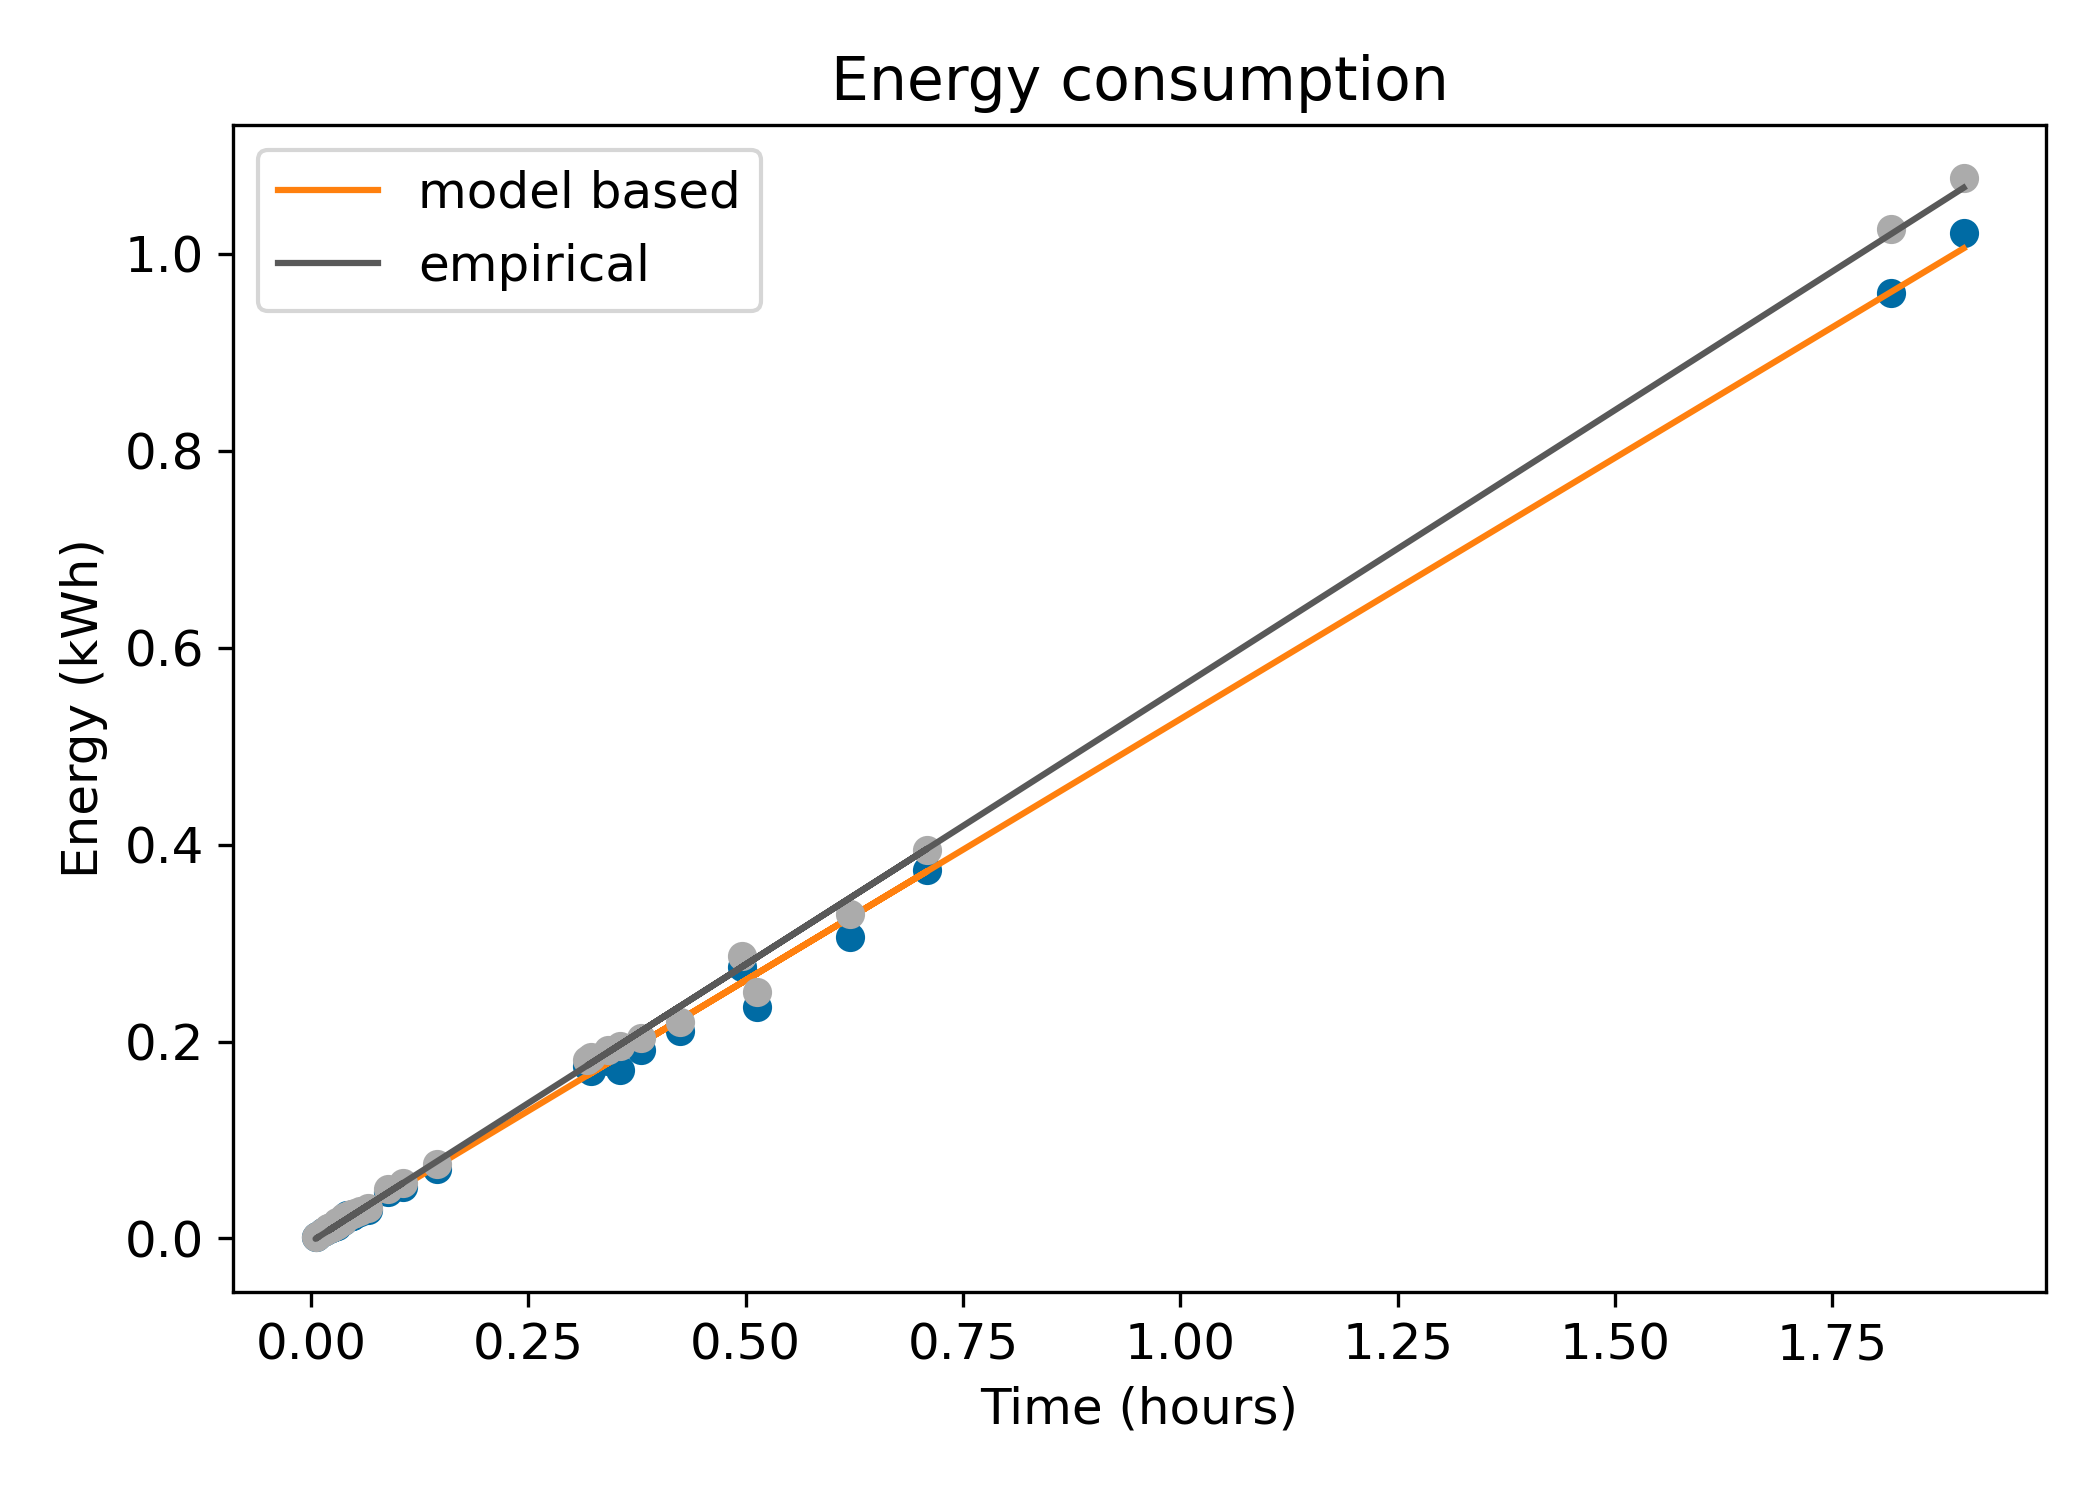 Energy consumption
model based
empirical
Energy (kWh)
1.0
0.8
0.6
0.4
0.2
0.0
0.00 0.25 0.50 0.75 1.00 1.25 1.50 1.75
Time (hours)